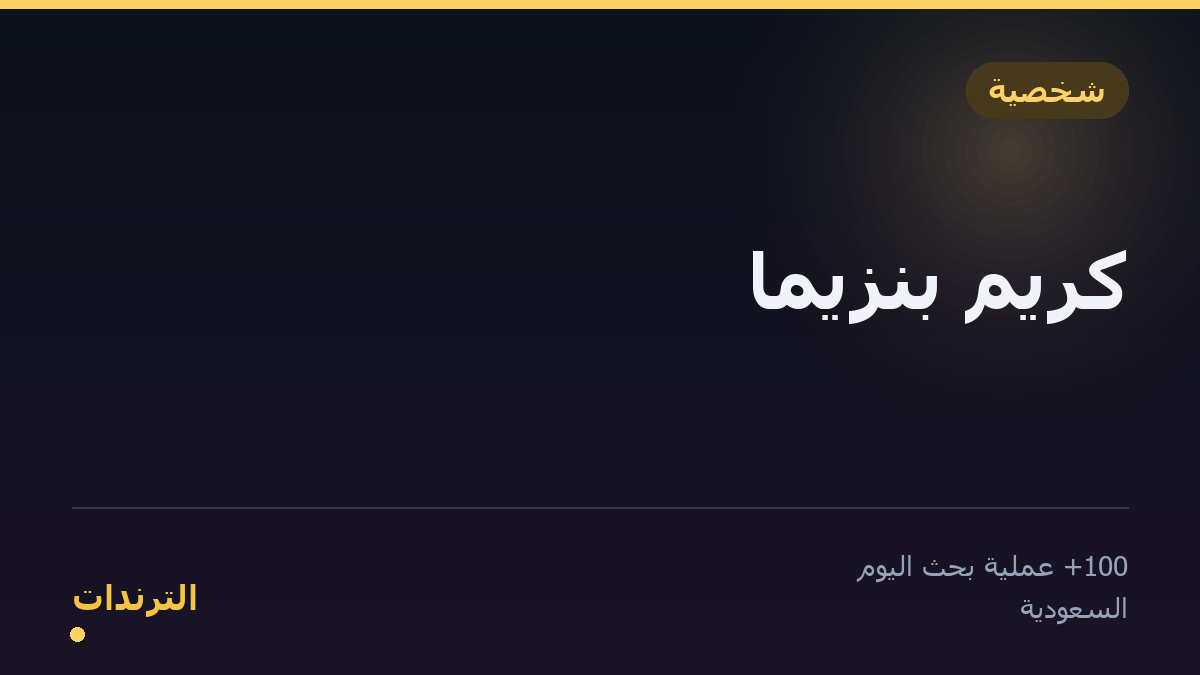 شخصية
كريم بنزيما
100+ عملية بحث اليوم
السعودية
الترندات